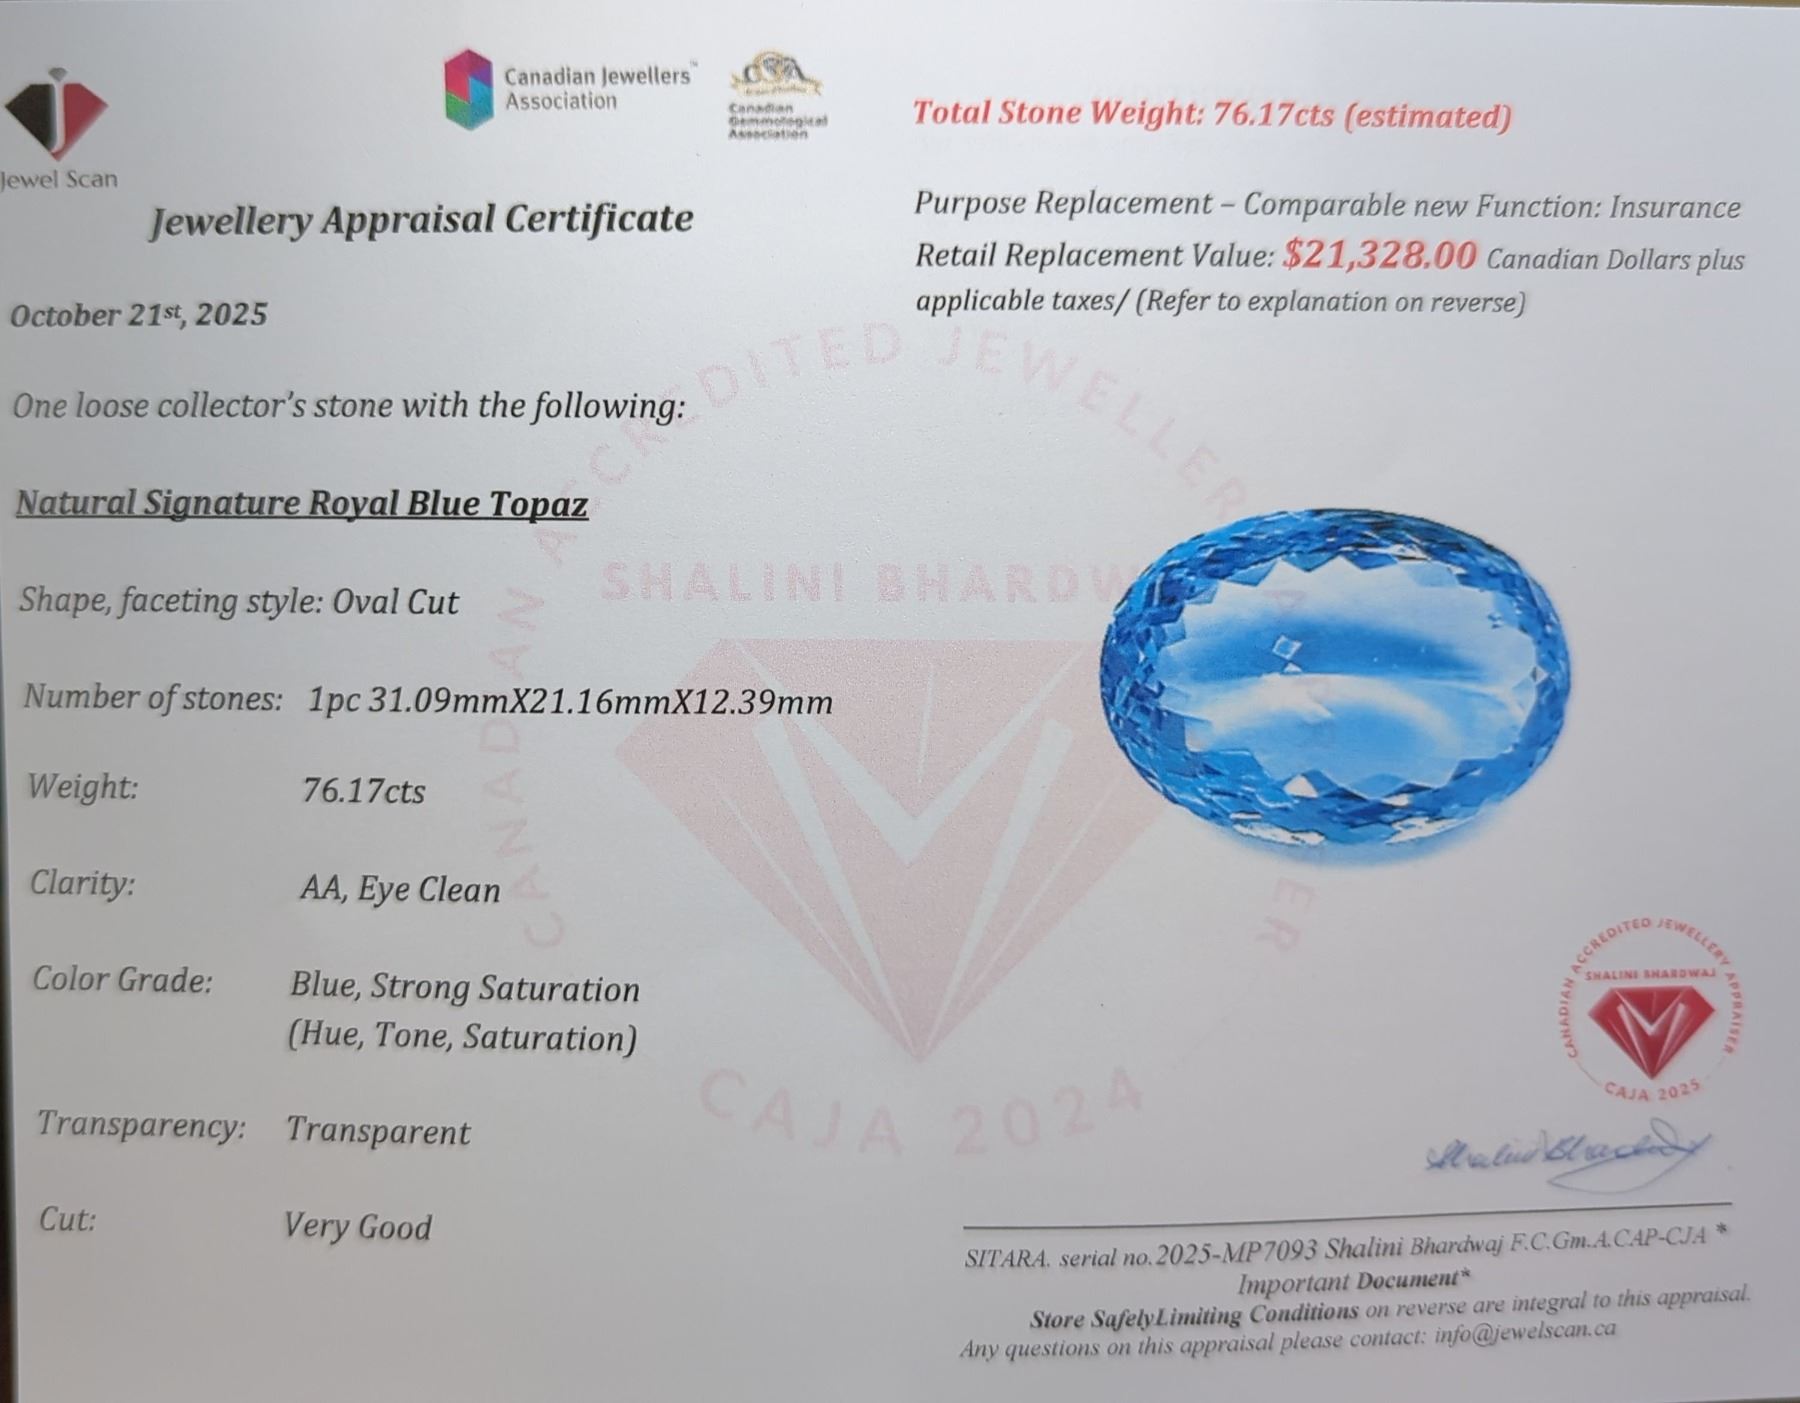 Jewel Scan
Canadian Jewellers™
Association
CGA
Canadian
Gemmological
Association
Jewellery Appraisal Certificate
October 21st, 2025
One loose collector's stone with the following:
Natural Signature Royal Blue Topaz
Shape, faceting style: Oval Cut
Number of stones: 1pc 31.09mmX21.16mmX12.39mm
Weight: 76.17cts
Clarity: AA, Eye Clean
Color Grade: Blue, Strong Saturation
(Hue, Tone, Saturation)
Transparency: Transparent
Cut: Very Good
Total Stone Weight: 76.17cts (estimated)
Purpose Replacement – Comparable new Function: Insurance
Retail Replacement Value: $21,328.00 Canadian Dollars plus
applicable taxes/ (Refer to explanation on reverse)
CANADIAN ACCREDITED JEWELLERY
SHALINI BHARDW
CAJA 2024
CANADIAN ACCREDITED JEWELLERY APPRAISER
SHALINI BHARDWAJ
CAJA 2025
Shalini Bhardwaj
SITARA. serial no.2025-MP7093 Shalini Bhardwaj F.C.Gm.A.CAP-CJA *
Important Document*
Store SafelyLimiting Conditions on reverse are integral to this appraisal.
Any questions on this appraisal please contact: info@jewelscan.ca